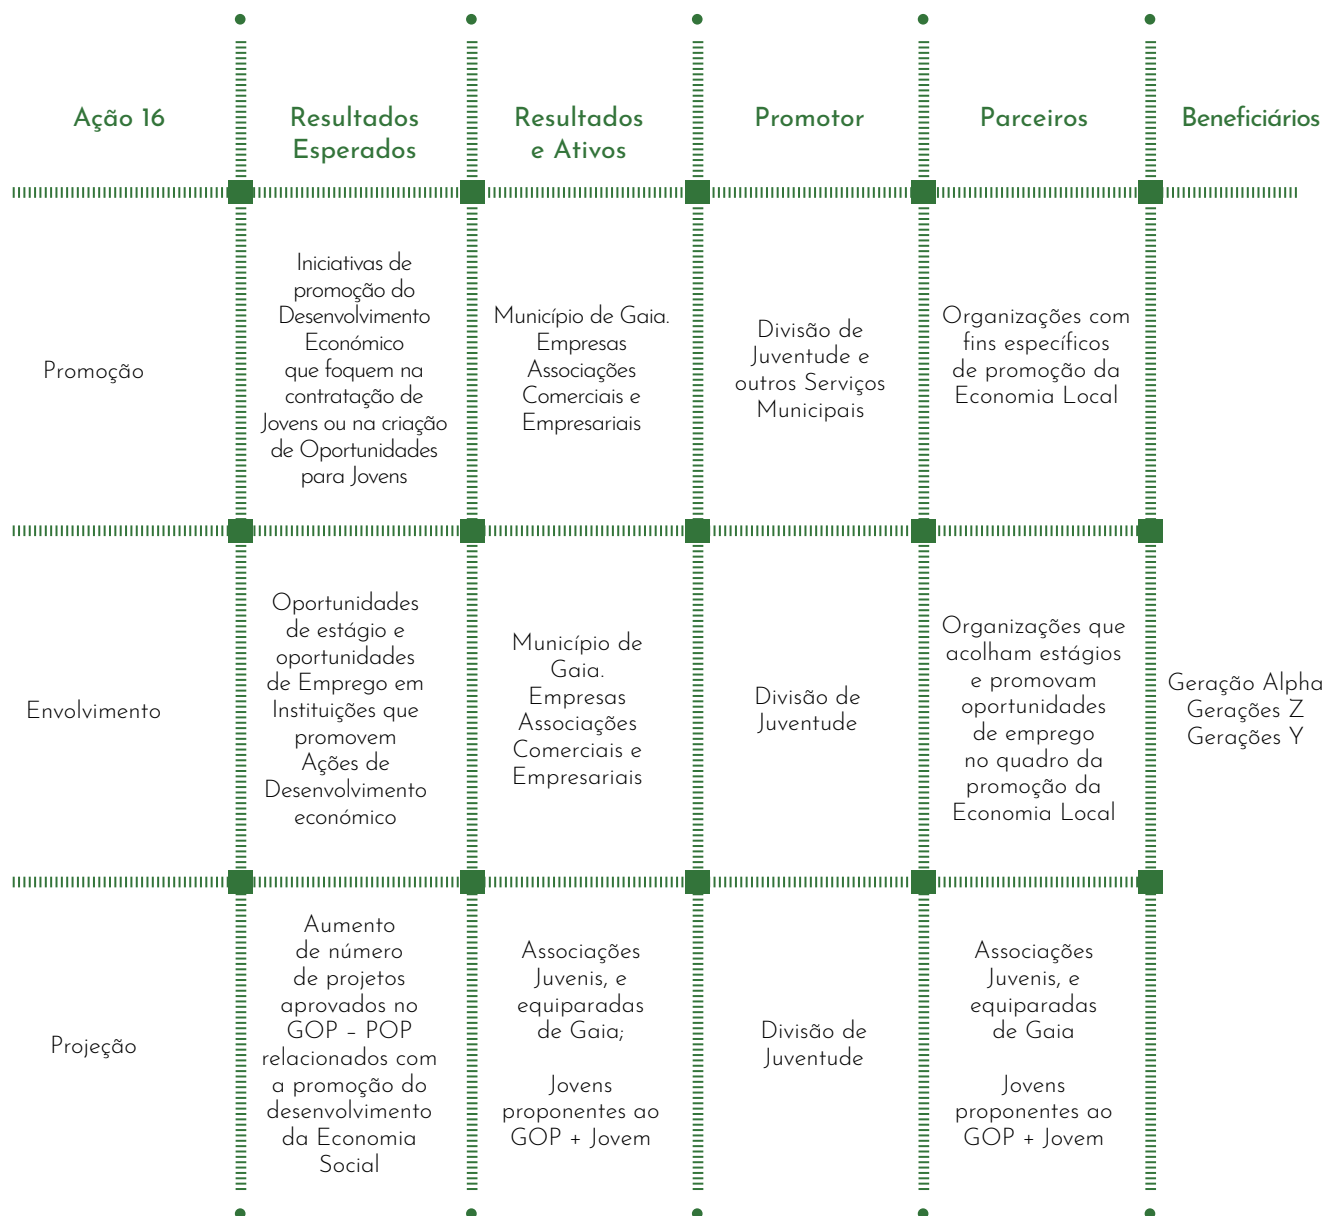 Ação 16
Resultados
Esperados
Resultados
e Ativos
Promotor
Parceiros
Beneficiários
Promoção
Iniciativas de
promoção do
Desenvolvimento
Económico
que foquem na
contratação de
Jovens ou na criação
de Oportunidades
para Jovens
Município de Gaia.
Empresas
Associações
Comerciais e
Empresariais
Divisão de
Juventude e
outros Serviços
Municipais
Organizações com
fins específicos
de promoção da
Economia Local
Envolvimento
Oportunidades
de estágio e
oportunidades
de Emprego em
Instituições que
promovem
Ações de
Desenvolvimento
económico
Município de
Gaia.
Empresas
Associações
Comerciais e
Empresariais
Divisão de
Juventude
Organizações que
acolham estágios
e promovam
oportunidades
de emprego
no quadro da
promoção da
Economia Local
Geração Alpha
Gerações Z
Gerações Y
Projeção
Aumento
de número
de projetos
aprovados no
GOP – POP
relacionados com
a promoção do
desenvolvimento
da Economia
Social
Associações
Juvenis, e
equiparadas
de Gaia;
Jovens
proponentes ao
GOP + Jovem
Divisão de
Juventude
Associações
Juvenis, e
equiparadas
de Gaia
Jovens
proponentes ao
GOP + Jovem